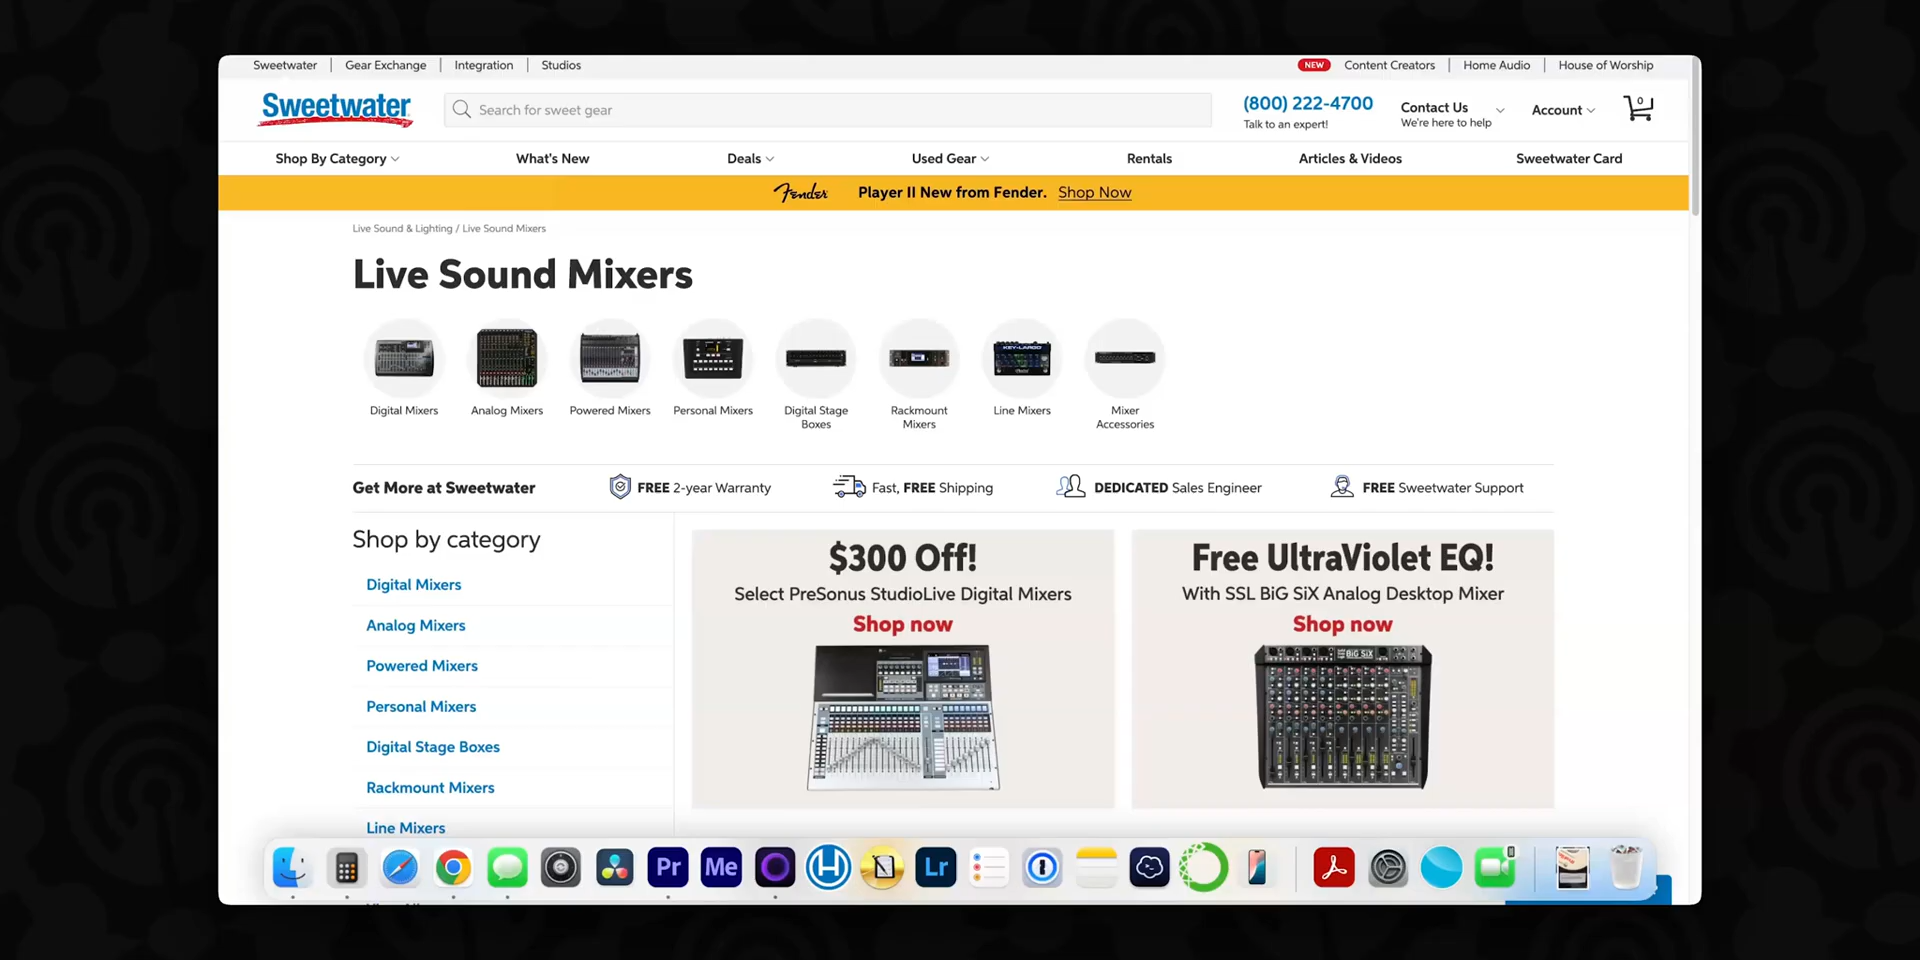 Sweetwater
Gear Exchange
Integration
Studios
NEW
Content Creators
Home Audio
House of Worship
Sweetwater
Search for sweet gear
(800) 222-4700
Talk to an expert!
Contact Us
We're here to help
Account
0
Shop By Category
What's New
Deals
Used Gear
Rentals
Articles & Videos
Sweetwater Card
Fender
Player II New from Fender. Shop Now
Live Sound & Lighting / Live Sound Mixers
Live Sound Mixers
KEY-LARGO
Digital Mixers
Analog Mixers
Powered Mixers
Personal Mixers
Digital Stage
Boxes
Rackmount
Mixers
Line Mixers
Mixer
Accessories
Get More at Sweetwater
FREE 2-year Warranty
Fast, FREE Shipping
DEDICATED Sales Engineer
FREE Sweetwater Support
Shop by category
Digital Mixers
Analog Mixers
Powered Mixers
Personal Mixers
Digital Stage Boxes
Rackmount Mixers
Line Mixers
$300 Off!
Select PreSonus StudioLive Digital Mixers
Shop now
Free UltraViolet EQ!
With SSL BiG SiX Analog Desktop Mixer
Shop now
BiG SiX
Pr
Me
H
Lr